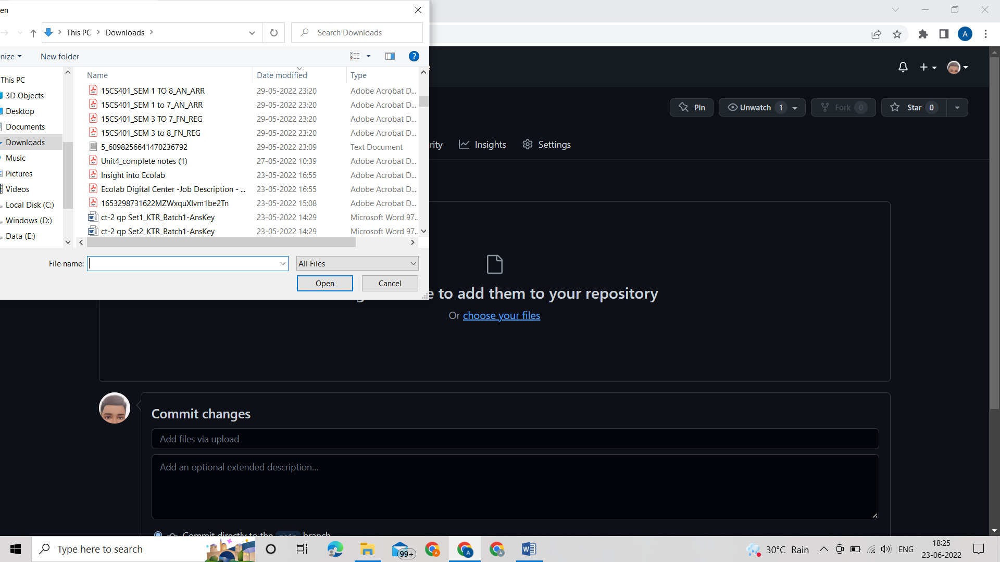 en
This PC > Downloads >
Search Downloads
nize
New folder
Name Date modified Type
This PC
3D Objects
Desktop
Documents
Downloads
Music
Pictures
Videos
Local Disk (C:)
Windows (D:)
Data (E:)
15CS401_SEM 1 TO 8_AN_ARR 29-05-2022 23:20 Adobe Acrobat D...
15CS401_SEM 1 to 7_AN_ARR 29-05-2022 23:20 Adobe Acrobat D...
15CS401_SEM 3 TO 7_FN_REG 29-05-2022 23:20 Adobe Acrobat D...
15CS401_SEM 3 to 8_FN_REG 29-05-2022 23:20 Adobe Acrobat D...
5_6098256641470236792 29-05-2022 23:09 Text Document
Unit4_complete notes (1) 27-05-2022 10:39 Adobe Acrobat D...
Insight into Ecolab 23-05-2022 16:55 Adobe Acrobat D...
Ecolab Digital Center -Job Description - ... 23-05-2022 16:55 Adobe Acrobat D...
1653298731622MZWxquXlvm1be2Tn 23-05-2022 15:08 Adobe Acrobat D...
ct-2 qp Set1_KTR_Batch1-AnsKey 23-05-2022 14:29 Microsoft Word 97...
ct-2 qp Set2_KTR_Batch1-AnsKey 23-05-2022 14:29 Microsoft Word 97...
File name:
All Files
Open
Cancel
A
Pin
Unwatch 1
Fork 0
Star 0
rity
Insights
Settings
e to add them to your repository
Or choose your files
Commit changes
Add files via upload
Add an optional extended description...
Commit directly to the main branch
Type here to search
99+
A
A
A
30°C Rain
ENG
18:25
23-06-2022